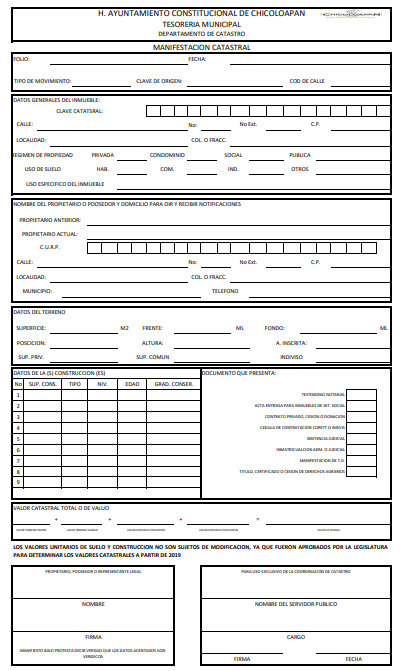 H. AYUNTAMIENTO CONSTITUCIONAL DE CHICOLOAPAN
CHICOLOAPAN
TESORERIA MUNICIPAL
DEPARTAMENTO DE CATASTRO
MANIFESTACION CATASTRAL
FOLIO: FECHA:
TIPO DE MOVIMIENTO: CLAVE DE ORIGEN: COD DE CALLE
DATOS GENERALES DEL INMUEBLE:
CLAVE CATATSRAL:
CALLE: No: No Ext. C.P.
LOCALIDAD: COL. O FRACC.
REGIMEN DE PROPIEDAD PRIVADA CONDOMINIO SOCIAL PUBLICA
USO DE SUELO HAB. COM. IND. OTROS
USO ESPECIFICO DEL INMUEBLE
NOMBRE DEL PROPIETARIO O POOSEDOR Y DOMICILIO PARA OIR Y RECIBIR NOTIFICACIONES
PROPIETARIO ANTERIOR:
PROPIETARIO ACTUAL:
C.U.R.P.
CALLE: No: No Ext. C.P.
LOCALIDAD: COL. O FRACC.
MUNICIPIO: TELEFONO
DATOS DEL TERRENO
SUPERFICIE: M2 FRENTE: ML FONDO: ML
POSICION: ALTURA: A. INSCRITA:
SUP. PRIV. SUP. COMUN INDIVISO
DATOS DE LA (S) CONSTRUCCION (ES) DOCUMENTO QUE PRESENTA:
No SUP. CONS. TIPO NIV. EDAD GRAD. CONSER.
1 TESTIMONIO NOTARIAL
2 ACTA ENTREGA PARA INMUEBLES DE INT. SOCIAL
3 CONTRATO PRIVADO, CESION O DONACION
4 CEDULA DE CONTRATACION CORETT O IMEVIS
5 SENTENCIA JUDICIAL
6 INMATRICULACION ADM. O JUDICIAL
7 MANIFESTACION DE T.D.
8 TITULO, CERTIFICADO O CESION DE DERECHOS AGRARIOS
9
VALOR CATASTRAL TOTAL O DE VALUO
+ + + + =
LOS VALORES UNITARIOS DE SUELO Y CONSTRUCCION NO SON SUJETOS DE MODIFICACION, YA QUE FUERON APROBADOS POR LA LEGISLATURA
PARA DETERMINAR LOS VALORES CATASTRALES A PARTIR DE 2019
PROPIETARIO, POSEEDOR O REPRESENTANTE LEGAL PARA USO EXCLUSIVO DE LA COORDINACION DE CATASTRO
NOMBRE NOMBRE DEL SERVIDOR PUBLICO
FIRMA CARGO
MANIFIESTO BAJO PROTESTA DECIR VERDAD QUE LOS DATOS ASENTADOS SON
VERIDICOS
FIRMA FECHA